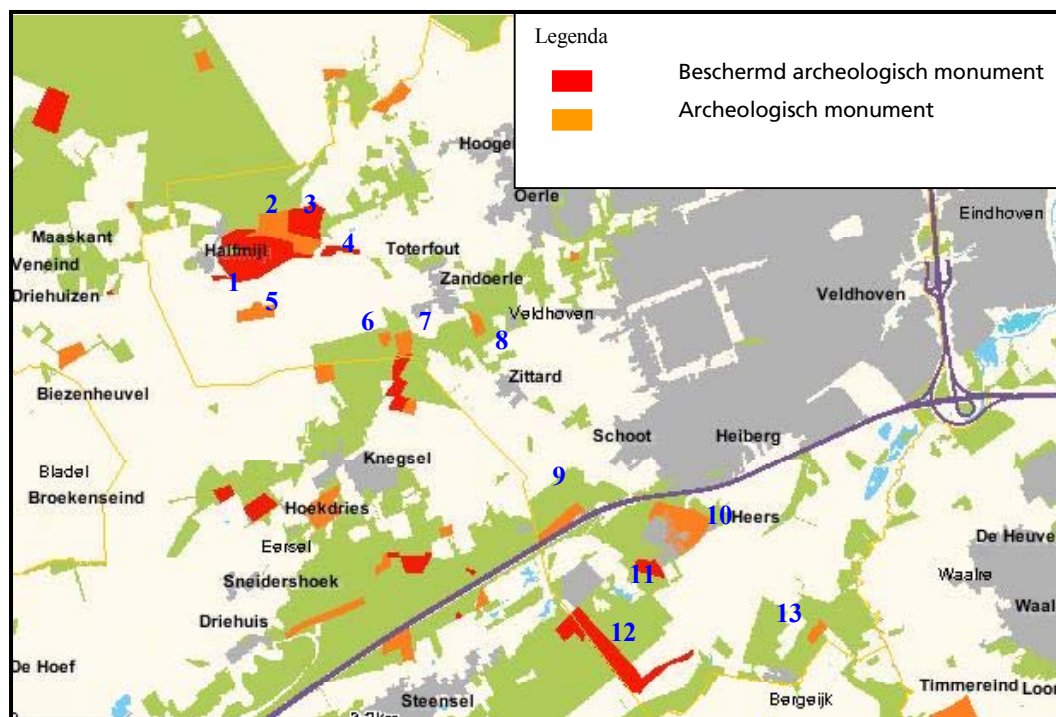 Legenda
Beschermd archeologisch monument
Archeologisch monument
Oerle
Eindhoven
2
3
Maaskant
Halfmijl
4
Toterfout
Veneind
Zandoerle
1
Driehuizen
5
Veldhoven
6
7
Veldhoven
8
Zittard
Biezenheuvel
Schoot
Heiberg
Knegsel
Bladel
9
Broekenseind
Hoekdries
10
Heers
Eersel
De Heuve
11
Waalre
Sneidershoek
Waal
13
Driehuis
12
De Hoef
Timmereind
Loon
Steensel
Bergeijk